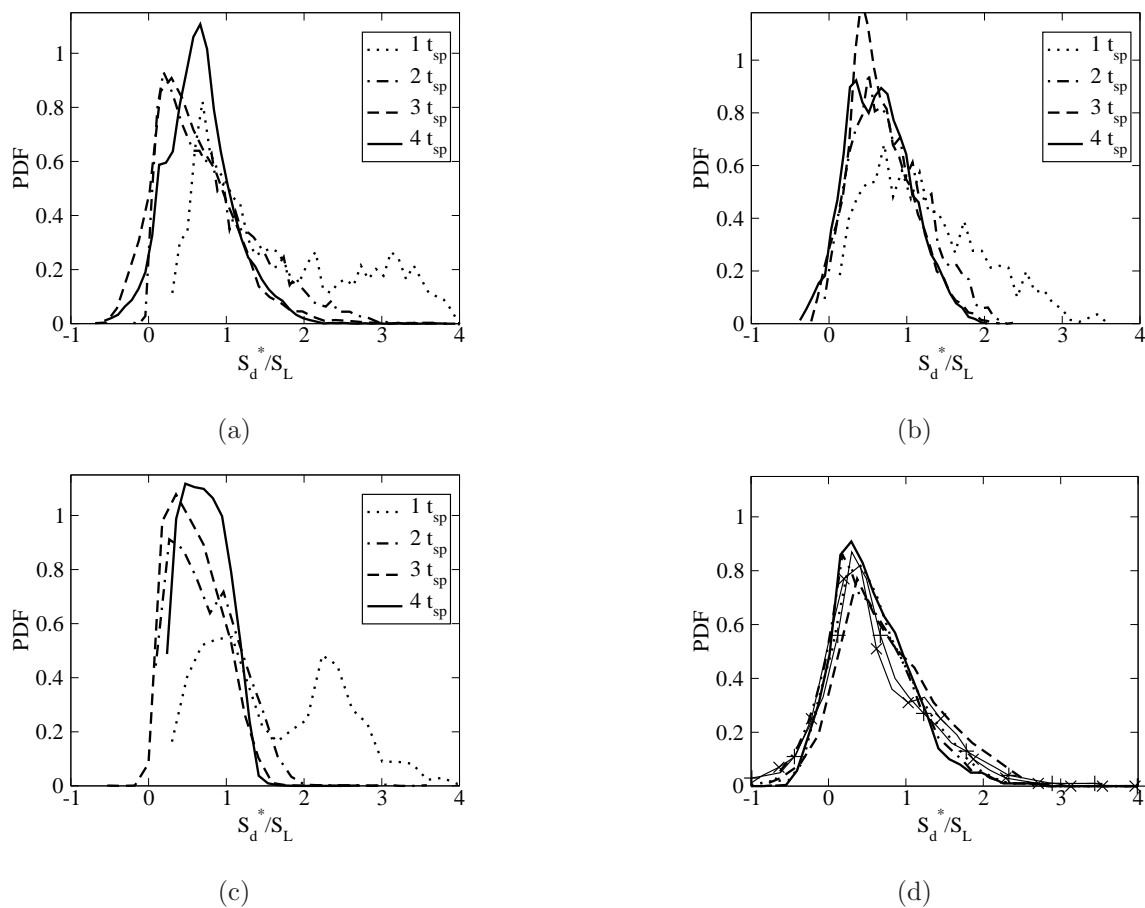 1 t_sp
2 t_sp
3 t_sp
4 t_sp
PDF
1
0.8
0.6
0.4
0.2
0
-1 0 1 2 3 4
S_d^*/S_L
(a)
1 t_sp
2 t_sp
3 t_sp
4 t_sp
PDF
1
0.8
0.6
0.4
0.2
0
-1 0 1 2 3 4
S_d^*/S_L
(b)
1 t_sp
2 t_sp
3 t_sp
4 t_sp
PDF
1
0.8
0.6
0.4
0.2
0
-1 0 1 2 3 4
S_d^*/S_L
(c)
PDF
1
0.8
0.6
0.4
0.2
0
-1 0 1 2 3 4
S_d^*/S_L
(d)